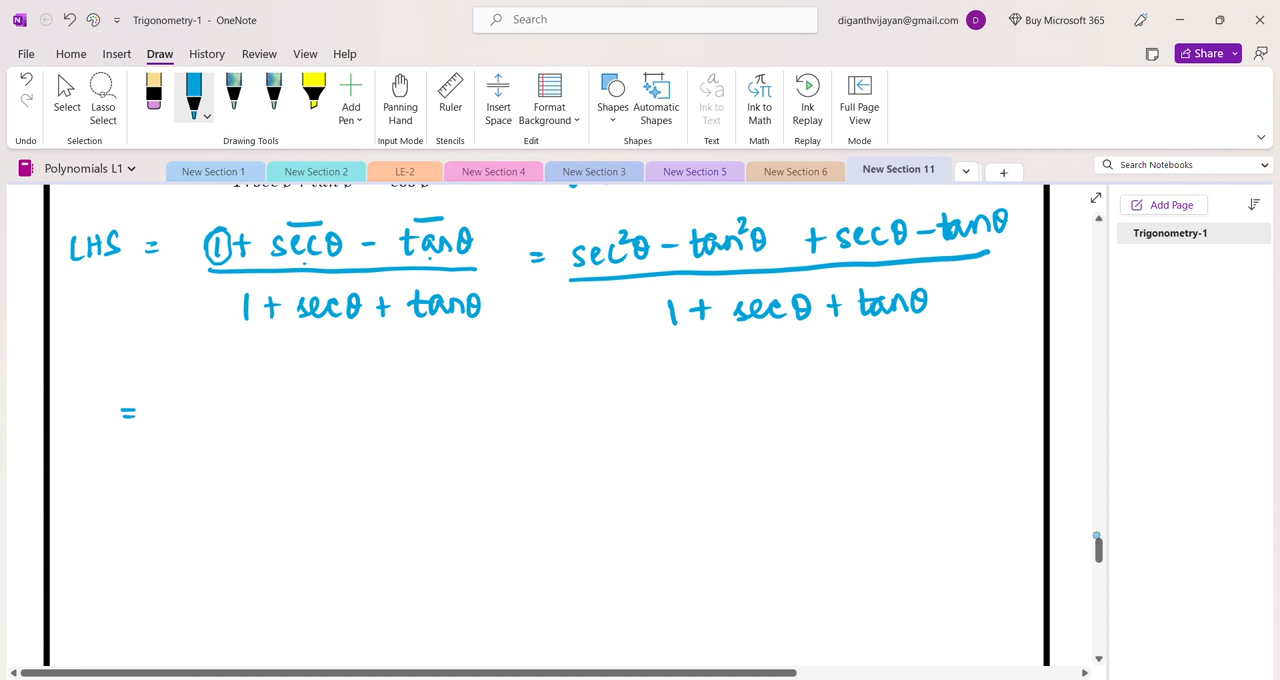 Trigonometry-1 - OneNote
Search
diganthvijayan@gmail.com D
Buy Microsoft 365
File Home Insert Draw History Review View Help
Share
Select Lasso Select
Add Pen
Panning Hand
Ruler
Insert Space
Format Background
Shapes
Automatic Shapes
Ink to Text
Ink to Math
Ink Replay
Full Page View
Undo Selection Drawing Tools Input Mode Stencils Edit Shapes Text Math Replay Mode
Polynomials L1
New Section 1 New Section 2 LE-2 New Section 4 New Section 3 New Section 5 New Section 6 New Section 11
Search Notebooks
Add Page
Trigonometry-1
LHS = 1 + secθ - tanθ = sec²θ - tan²θ + secθ - tanθ
1 + secθ + tanθ 1 + secθ + tanθ
=